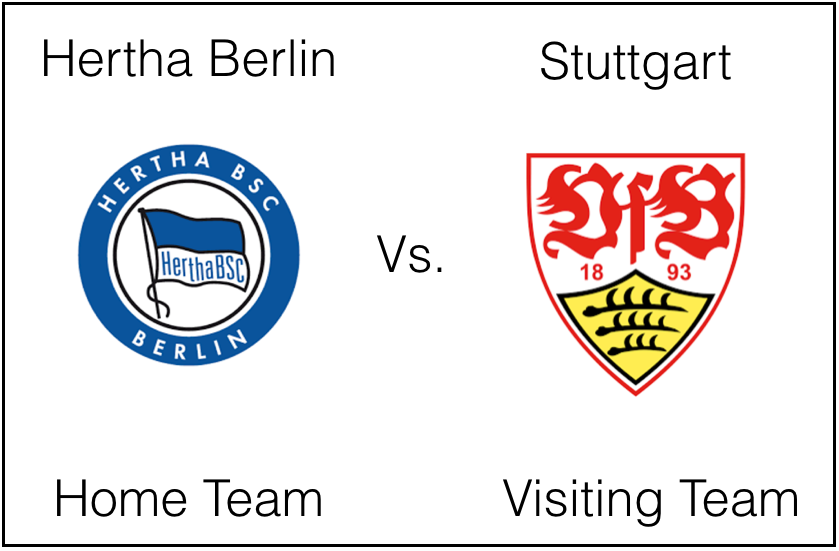 Hertha Berlin
Stuttgart
HERTHA BSC
HerthaBSC
BERLIN
Vs.
VfB
18 93
Home Team
Visiting Team